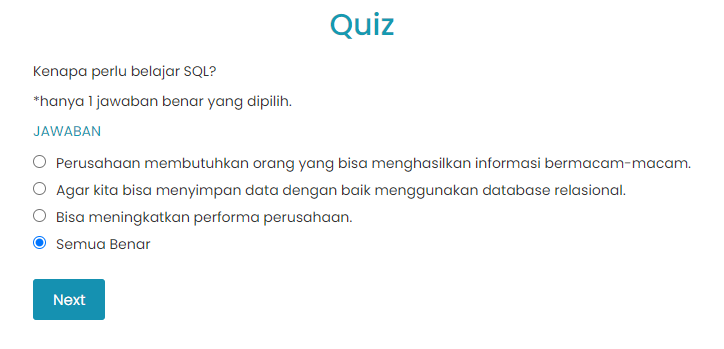 Quiz
Kenapa perlu belajar SQL?
*hanya 1 jawaban benar yang dipilih.
JAWABAN
Perusahaan membutuhkan orang yang bisa menghasilkan informasi bermacam-macam.
Agar kita bisa menyimpan data dengan baik menggunakan database relasional.
Bisa meningkatkan performa perusahaan.
Semua Benar
Next